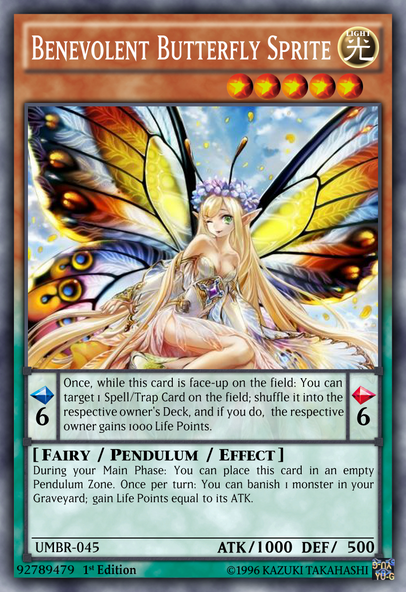 BENEVOLENT BUTTERFLY SPRITE
LIGHT
光
Once, while this card is face-up on the field: You can
target 1 Spell/Trap Card on the field; shuffle it into the
respective owner's Deck, and if you do, the respective
owner gains 1000 Life Points.
6
6
[ FAIRY / PENDULUM / EFFECT ]
During your Main Phase: You can place this card in an empty
Pendulum Zone. Once per turn: You can banish 1 monster in your
Graveyard; gain Life Points equal to its ATK.
UMBR-045
ATK/1000 DEF/ 500
92789479 1st Edition
©1996 KAZUKI TAKAHASHI